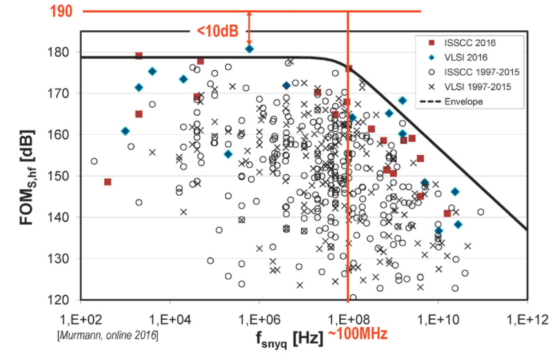 190
<10dB
180
170
160
150
140
130
120
FOMS,hf [dB]
ISSCC 2016
VLSI 2016
ISSCC 1997-2015
VLSI 1997-2015
Envelope
1,E+02
1,E+04
1,E+06
1,E+08
1,E+10
1,E+12
fsnyq [Hz]
~100MHz
[Murmann, online 2016]